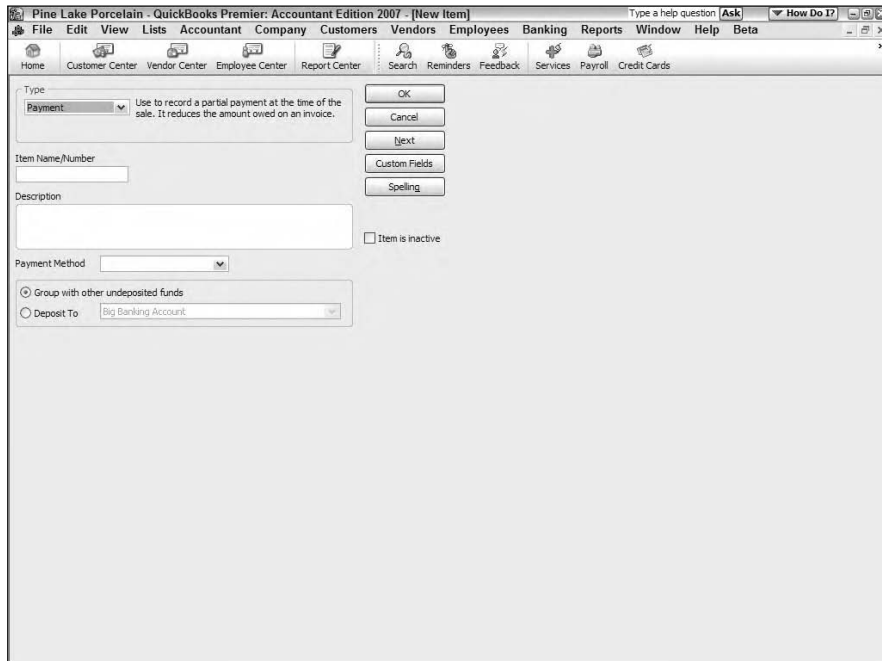 Pine Lake Porcelain - QuickBooks Premier: Accountant Edition 2007 - [New Item]
Type a help question Ask
How Do I?
File Edit View Lists Accountant Company Customers Vendors Employees Banking Reports Window Help Beta
Home Customer Center Vendor Center Employee Center Report Center Search Reminders Feedback Services Payroll Credit Cards
Type
Payment
Use to record a partial payment at the time of the
sale. It reduces the amount owed on an invoice.
OK
Cancel
Next
Custom Fields
Spelling
Item Name/Number
Description
Item is inactive
Payment Method
Group with other undeposited funds
Deposit To Big Banking Account